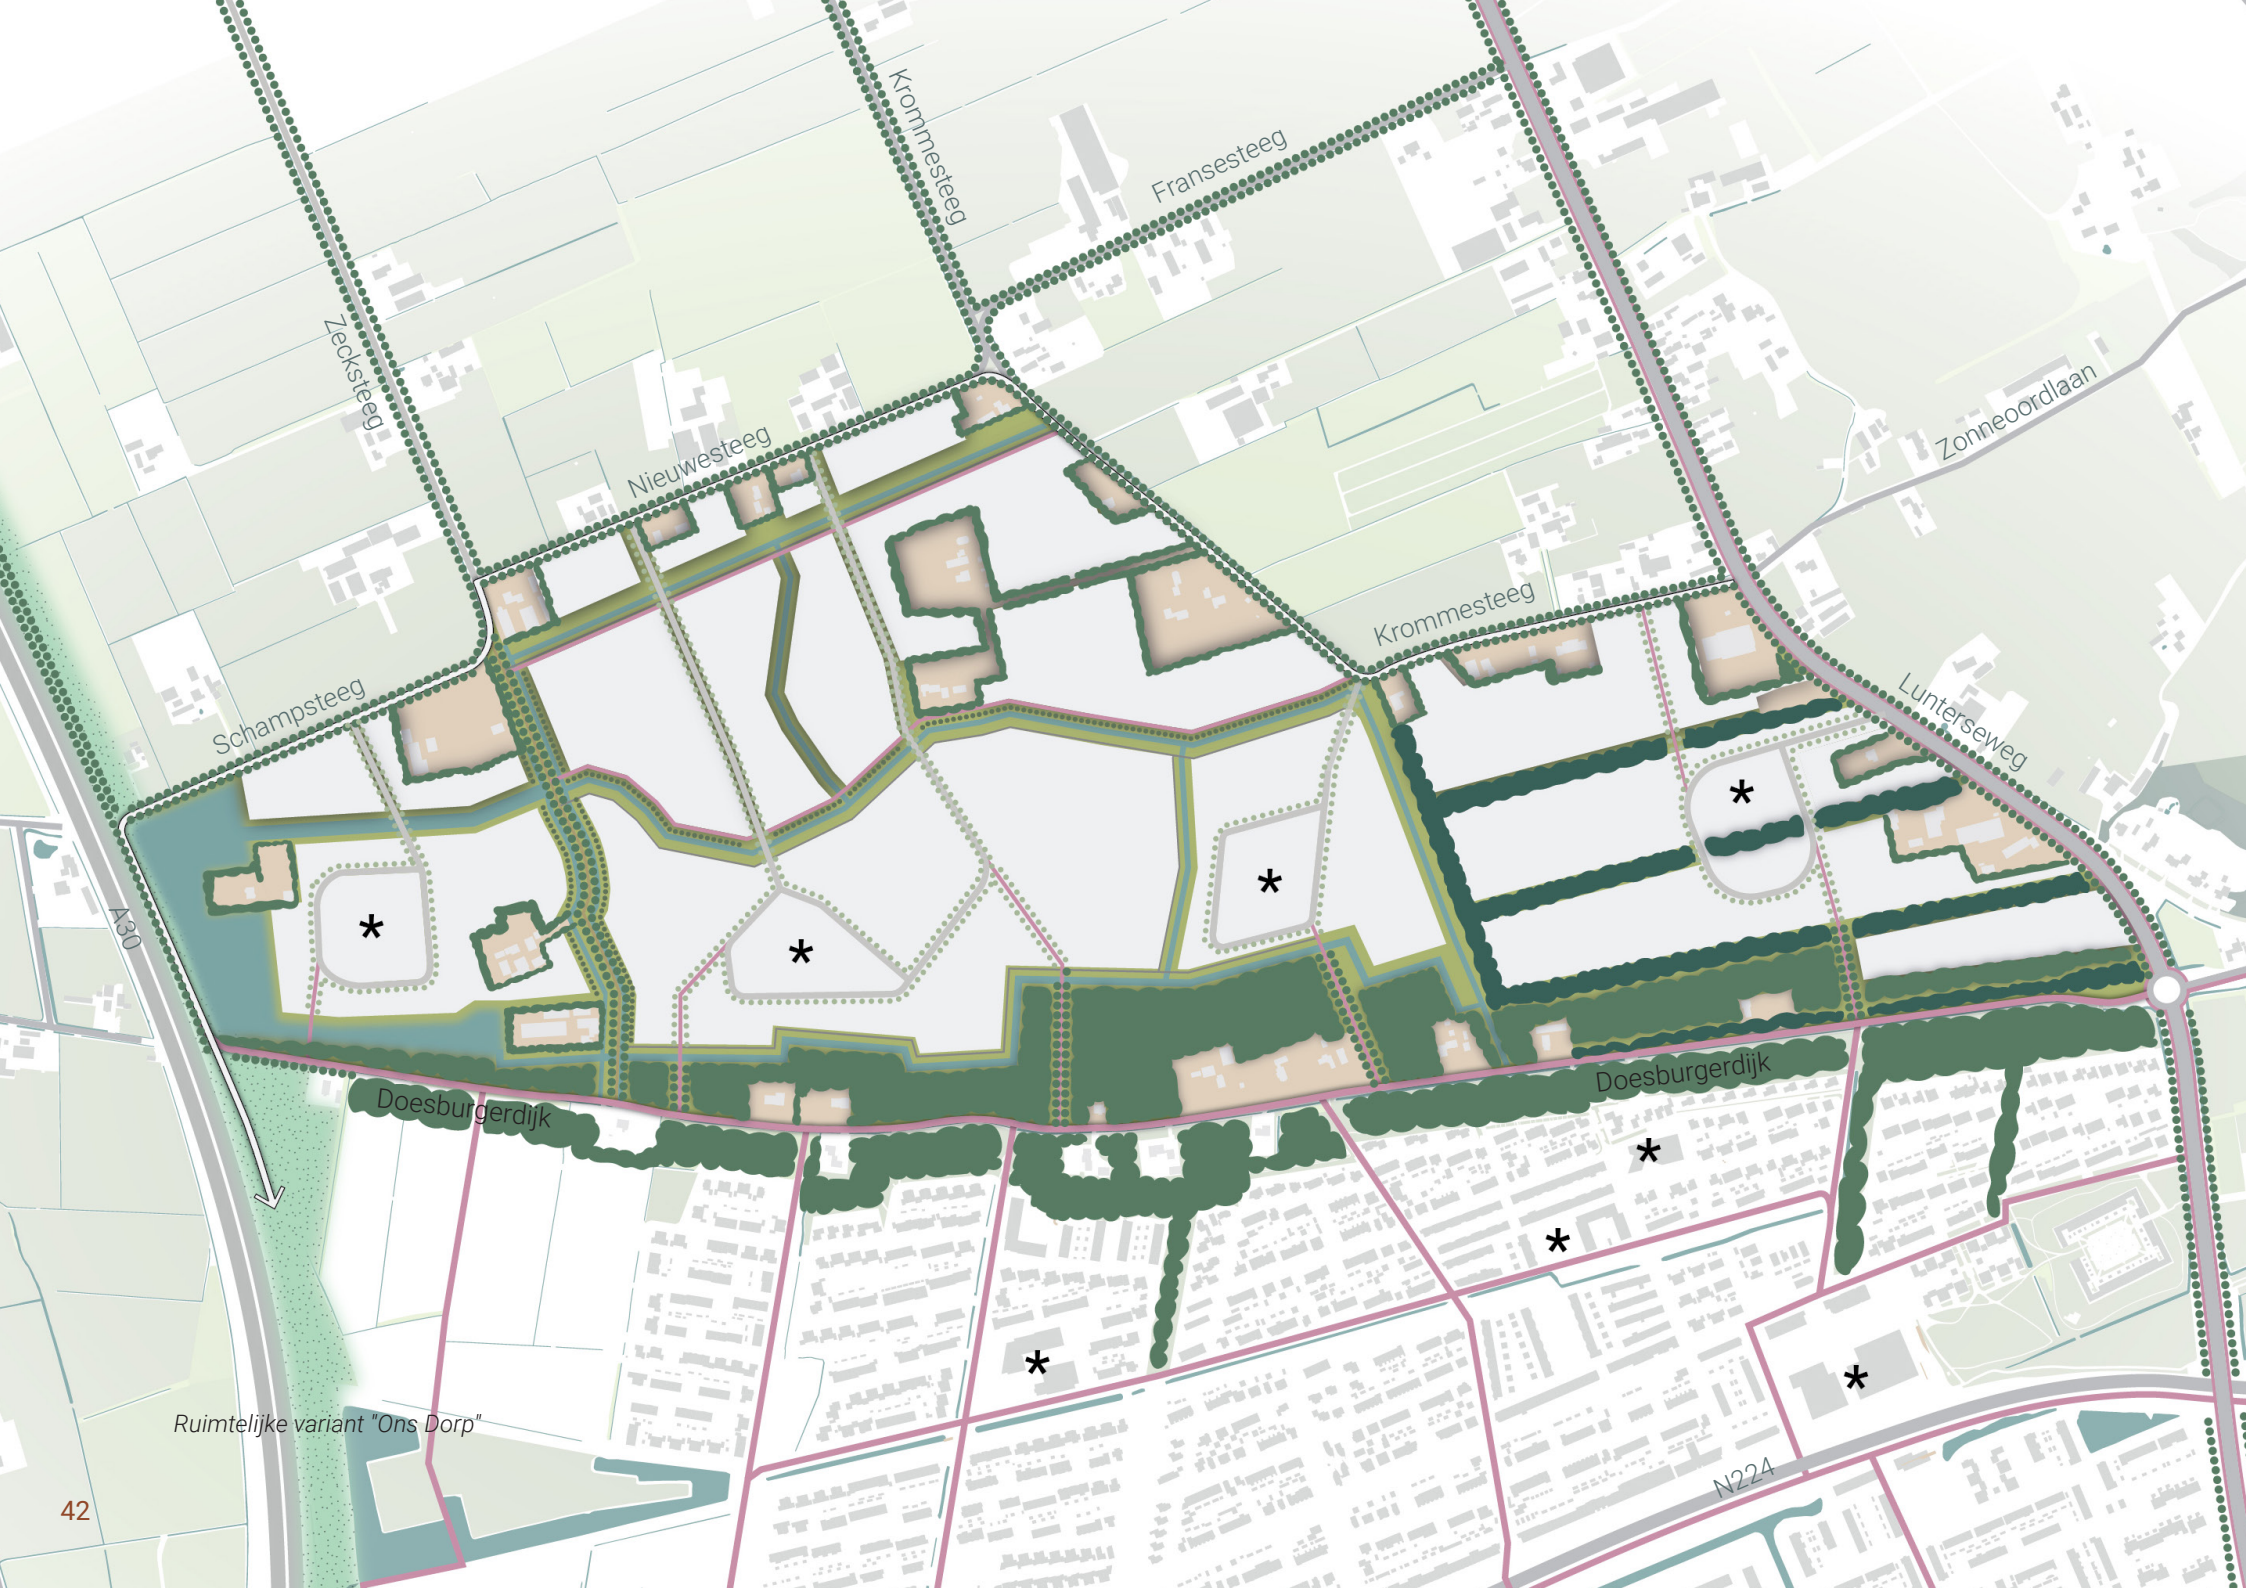 Krommesteeg
Fransesteeg
Zecksteeg
Zonneoordlaan
Nieuwesteeg
Krommesteeg
Schampsteeg
Lunterseweg
*
*
*
*
A30
Doesburgerdijk
Doesburgerdijk
*
*
*
*
Ruimtelijke variant "Ons Dorp"
N224
42